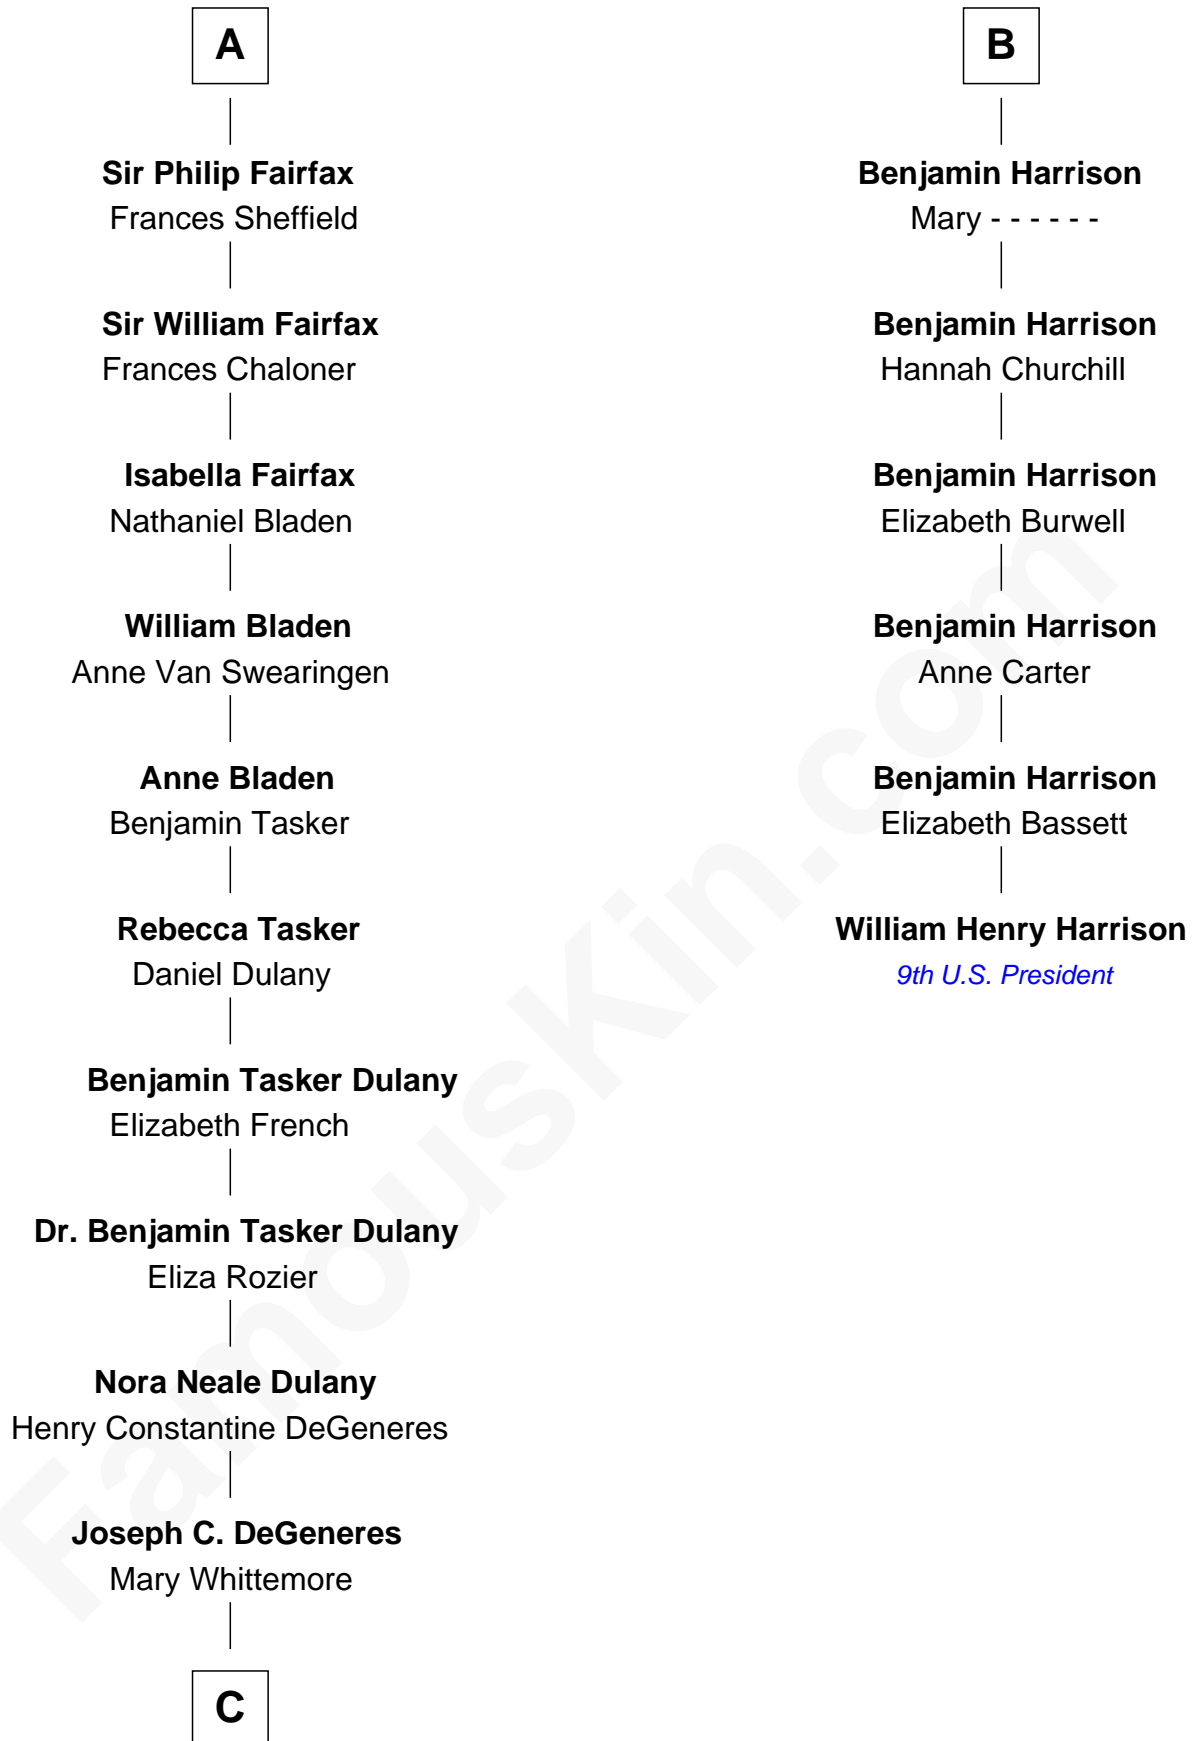 A
Sir Philip Fairfax
Frances Sheffield
Sir William Fairfax
Frances Chaloner
Isabella Fairfax
Nathaniel Bladen
William Bladen
Anne Van Swearingen
Anne Bladen
Benjamin Tasker
Rebecca Tasker
Daniel Dulany
Benjamin Tasker Dulany
Elizabeth French
Dr. Benjamin Tasker Dulany
Eliza Rozier
Nora Neale Dulany
Henry Constantine DeGeneres
Joseph C. DeGeneres
Mary Whittemore
C
B
Benjamin Harrison
Mary - - - - - -
Benjamin Harrison
Hannah Churchill
Benjamin Harrison
Elizabeth Burwell
Benjamin Harrison
Anne Carter
Benjamin Harrison
Elizabeth Bassett
William Henry Harrison
9th U.S. President
FamousKin.com